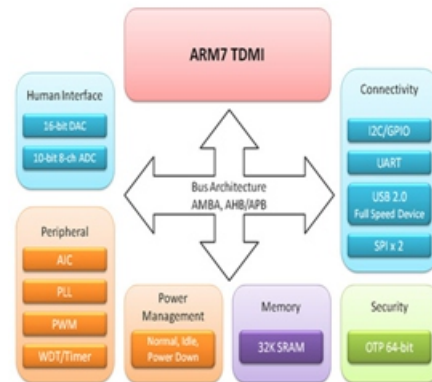 ARM7 TDMI
Human Interface
16-bit DAC
10-bit 8-ch ADC
Connectivity
I2C/GPIO
UART
USB 2.0
Full Speed Device
SPI x 2
Bus Architecture
AMBA, AHB/APB
Peripheral
AIC
PLL
PWM
WDT/Timer
Power
Management
Normal, Idle,
Power Down
Memory
32K SRAM
Security
OTP 64-bit